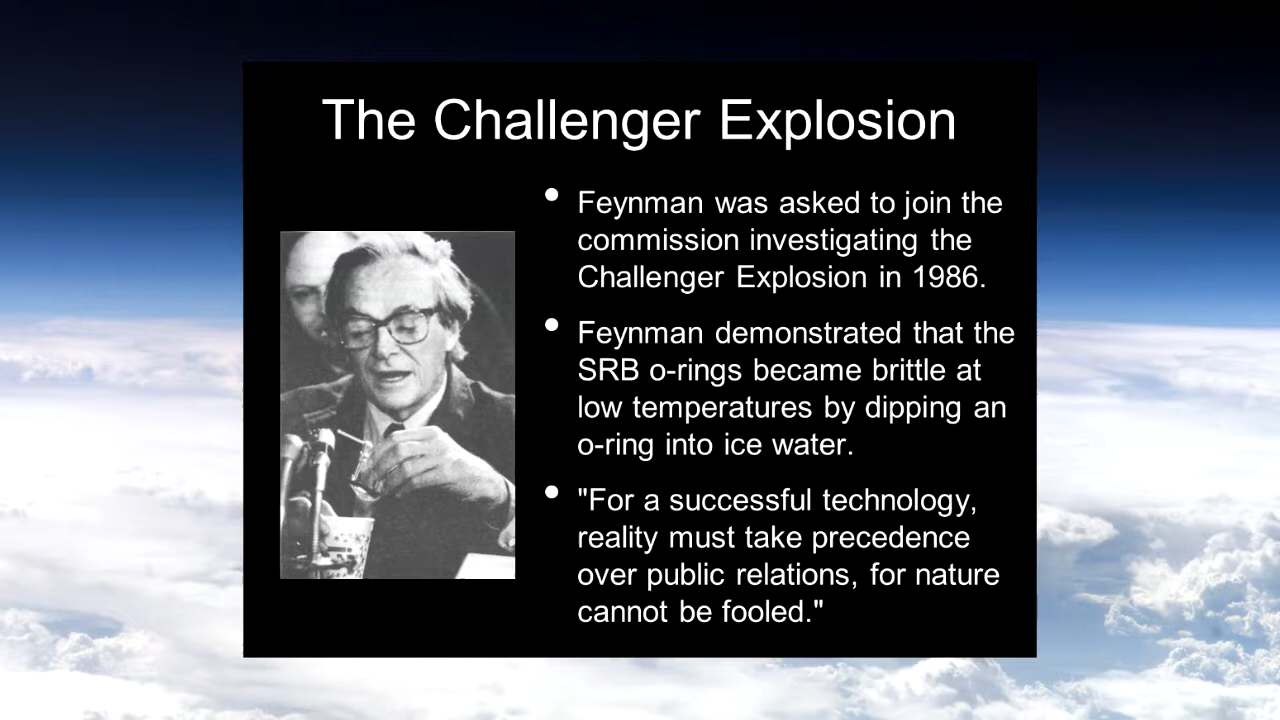 The Challenger Explosion
• Feynman was asked to join the
commission investigating the
Challenger Explosion in 1986.
• Feynman demonstrated that the
SRB o-rings became brittle at
low temperatures by dipping an
o-ring into ice water.
• "For a successful technology,
reality must take precedence
over public relations, for nature
cannot be fooled."